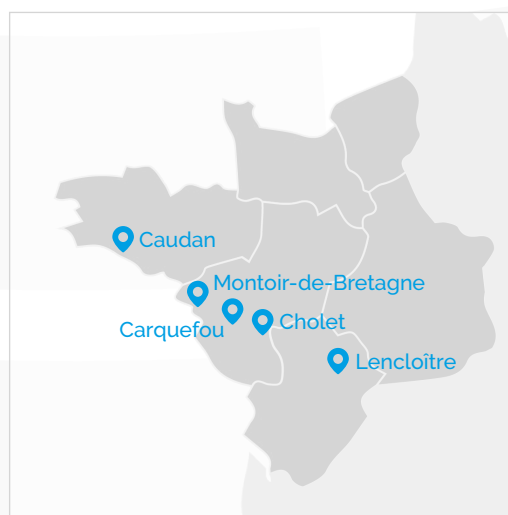 Caudan
Montoir-de-Bretagne
Carquefou
Cholet
Lencloître